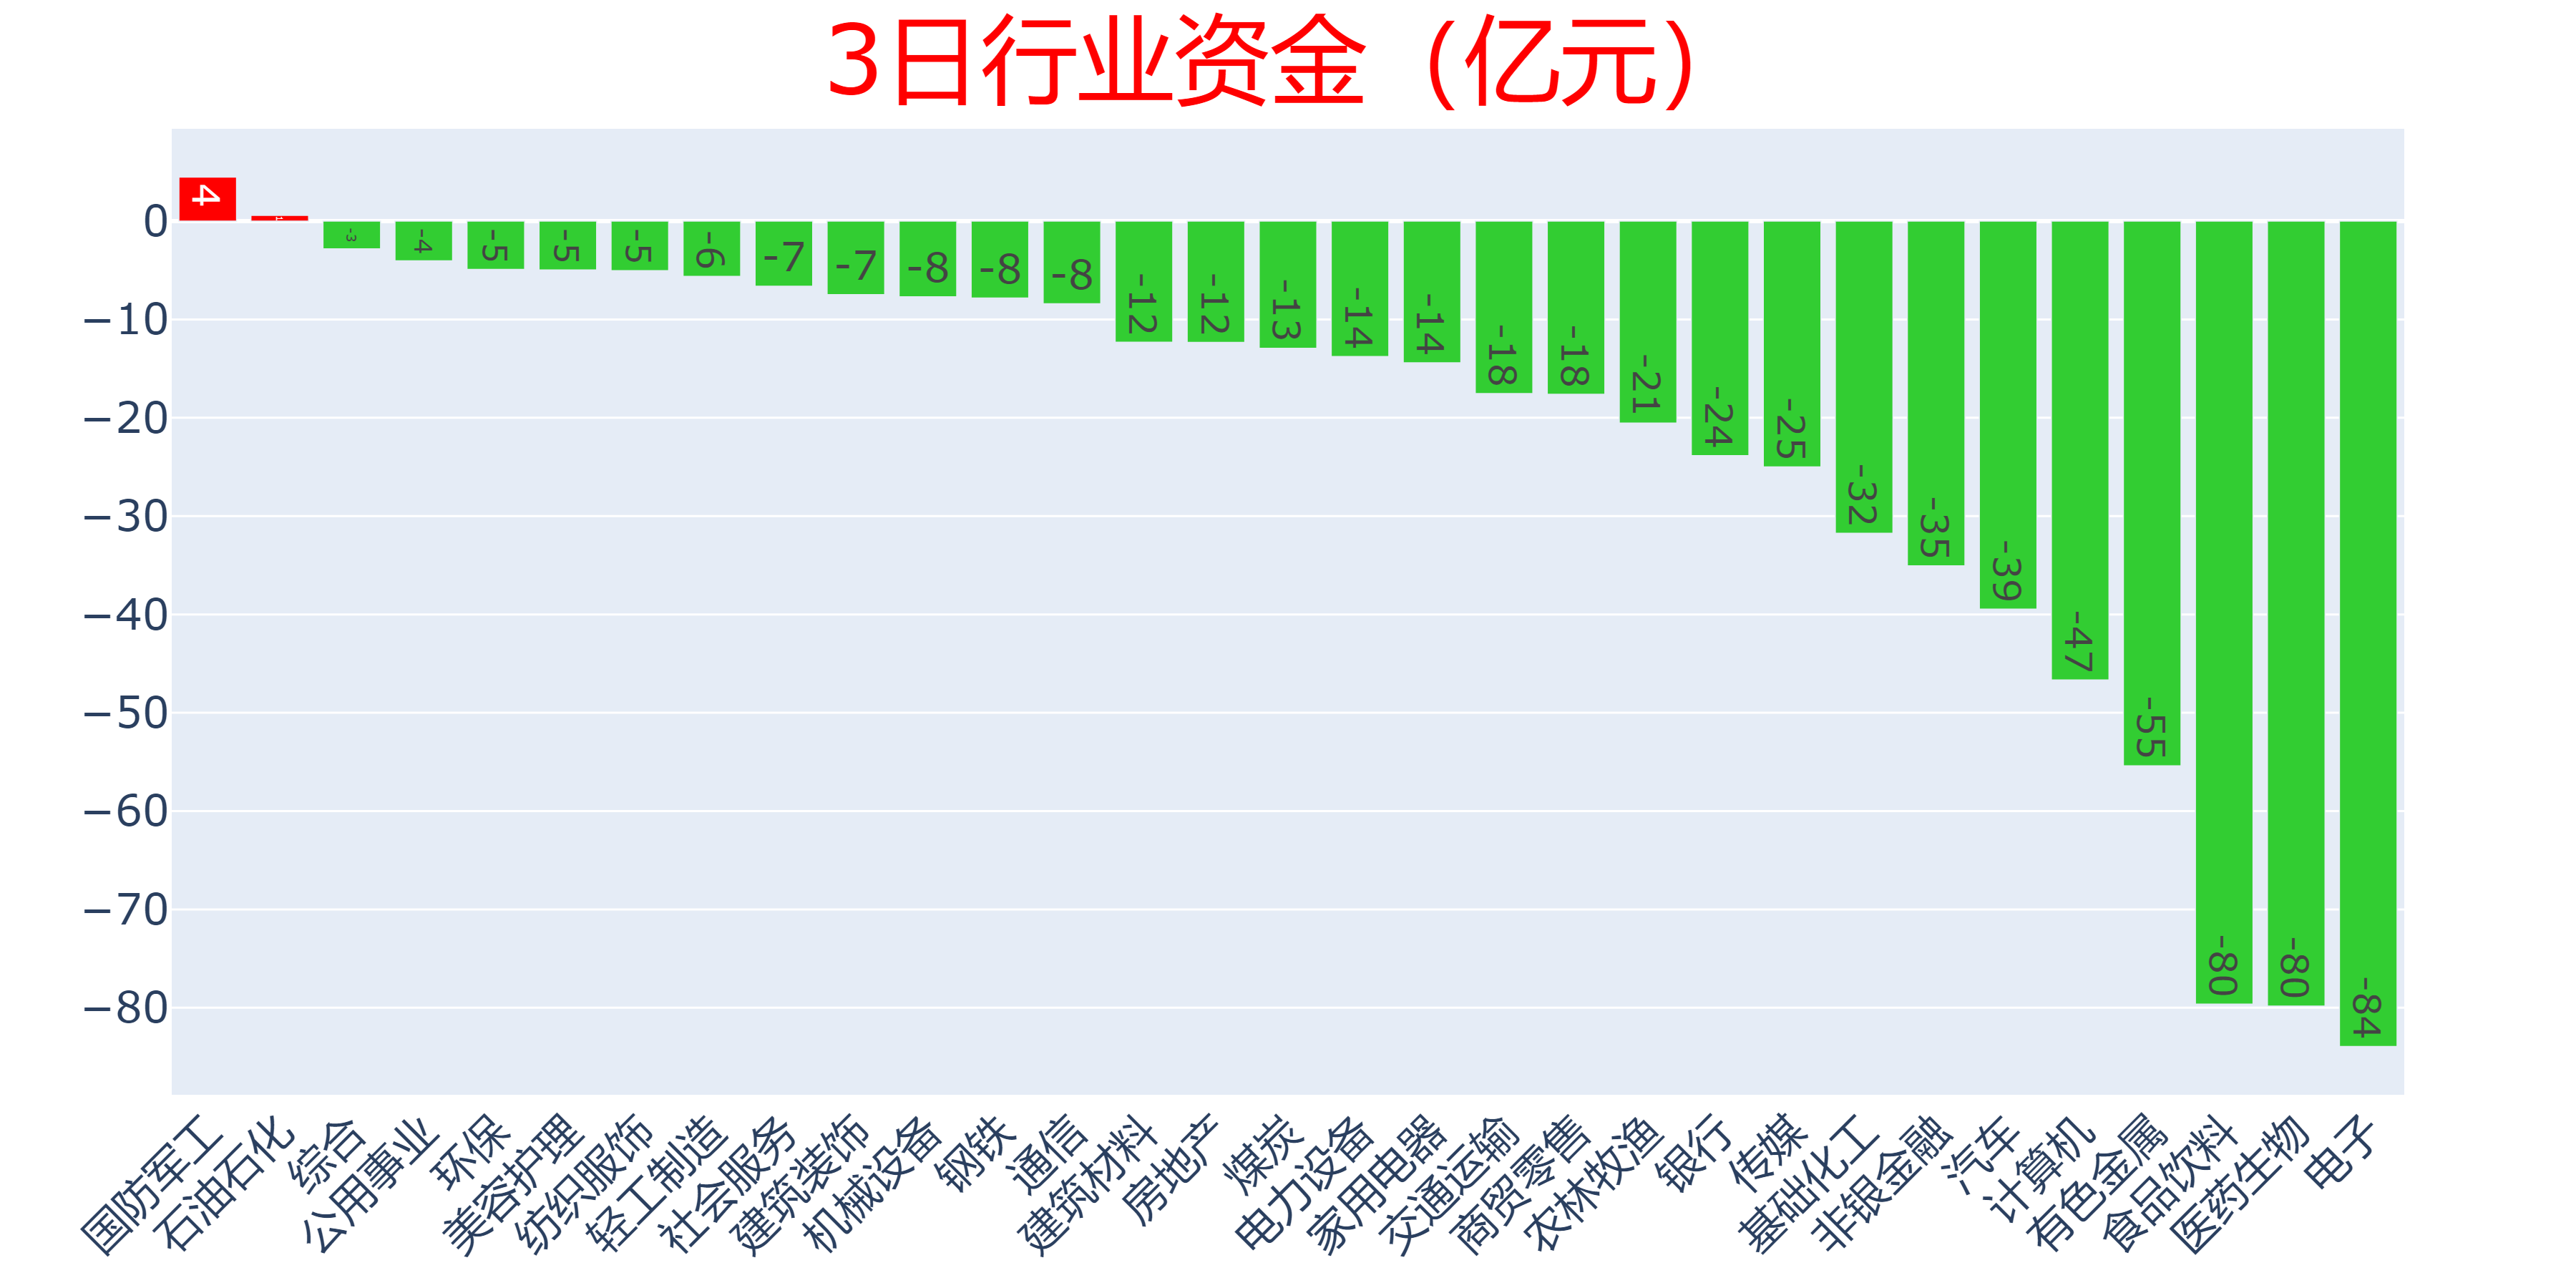 3日行业资金（亿元）
0
−10
−20
−30
−40
−50
−60
−70
−80
4
1
-3
-4
-5
-5
-5
-6
-7
-7
-8
-8
-8
-12
-12
-13
-14
-14
-18
-18
-21
-24
-25
-32
-35
-39
-47
-55
-80
-80
-84
国防军工
石油石化
综合
公用事业
环保
美容护理
纺织服饰
轻工制造
社会服务
建筑装饰
机械设备
钢铁
通信
建筑材料
房地产
煤炭
电力设备
家用电器
交通运输
商贸零售
农林牧渔
银行
传媒
基础化工
非银金融
汽车
计算机
有色金属
食品饮料
医药生物
电子